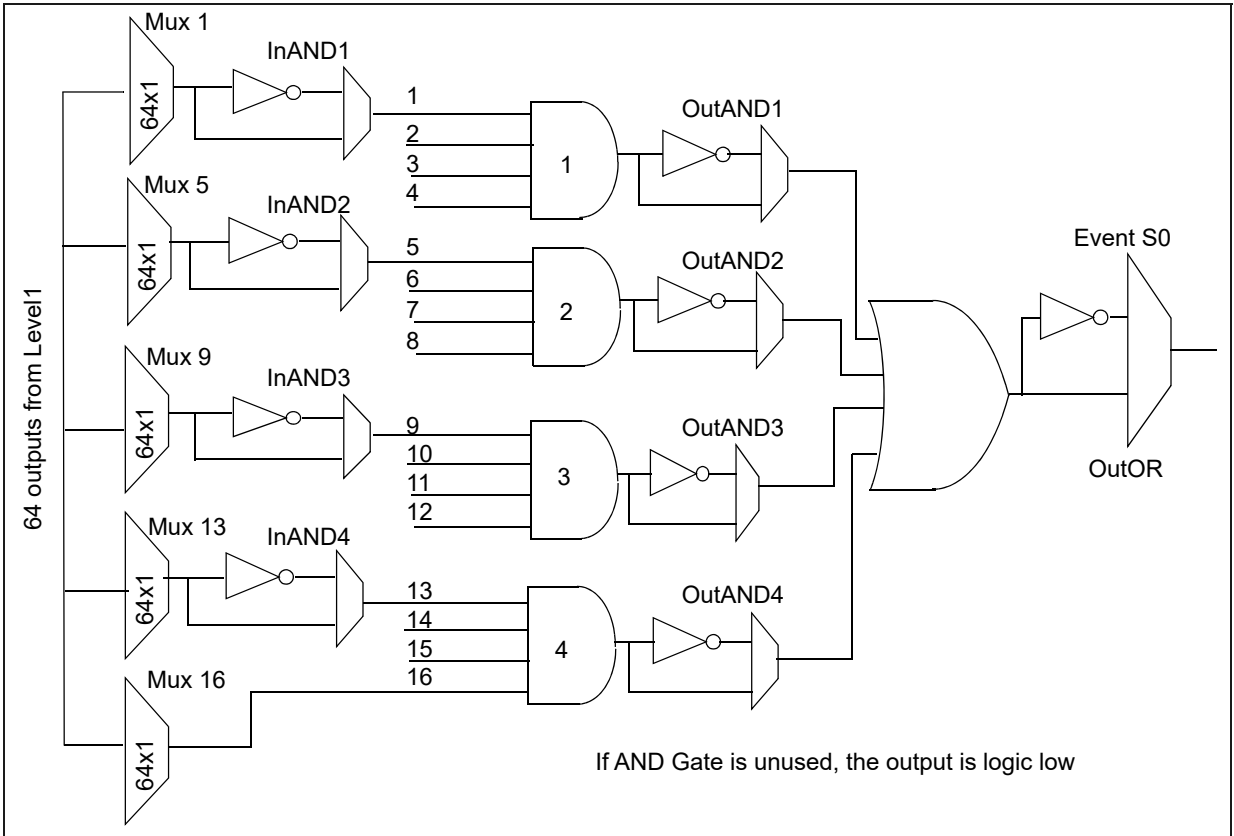 Mux 1
InAND1
64x1
1
2
3
4
1
OutAND1
Mux 5
InAND2
64x1
5
6
7
8
2
OutAND2
Event S0
64 outputs from Level1
Mux 9
InAND3
64x1
9
10
11
12
3
OutAND3
OutOR
Mux 13
InAND4
64x1
13
14
15
16
4
OutAND4
Mux 16
64x1
If AND Gate is unused, the output is logic low